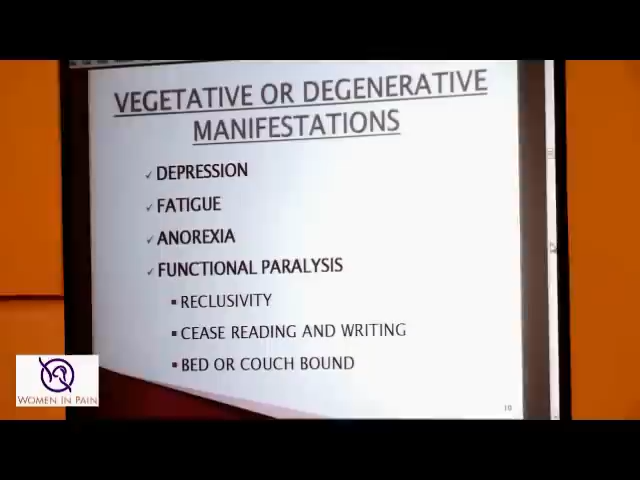 VEGETATIVE OR DEGENERATIVE
MANIFESTATIONS
✓ DEPRESSION
✓ FATIGUE
✓ ANOREXIA
✓ FUNCTIONAL PARALYSIS
▪ RECLUSIVITY
▪ CEASE READING AND WRITING
▪ BED OR COUCH BOUND
10
WOMEN IN PAIN